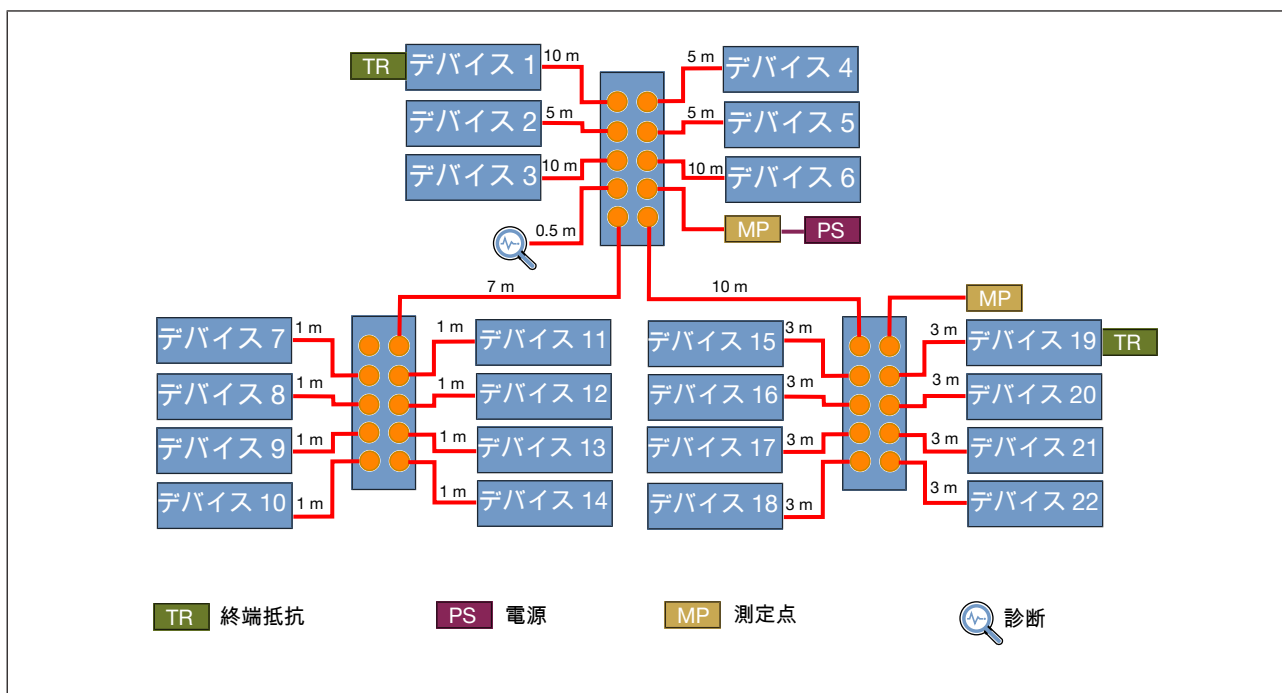 TR デバイス 1 10 m
デバイス 2 5 m
デバイス 3 10 m
0.5 m
5 m デバイス 4
5 m デバイス 5
10 m デバイス 6
MP PS
7 m
10 m
MP
デバイス 7 1 m
デバイス 8 1 m
デバイス 9 1 m
デバイス 10 1 m
1 m デバイス 11
1 m デバイス 12
1 m デバイス 13
1 m デバイス 14
デバイス 15 3 m
デバイス 16 3 m
デバイス 17 3 m
デバイス 18 3 m
3 m デバイス 19 TR
3 m デバイス 20
3 m デバイス 21
3 m デバイス 22
TR 終端抵抗
PS 電源
MP 測定点
診断